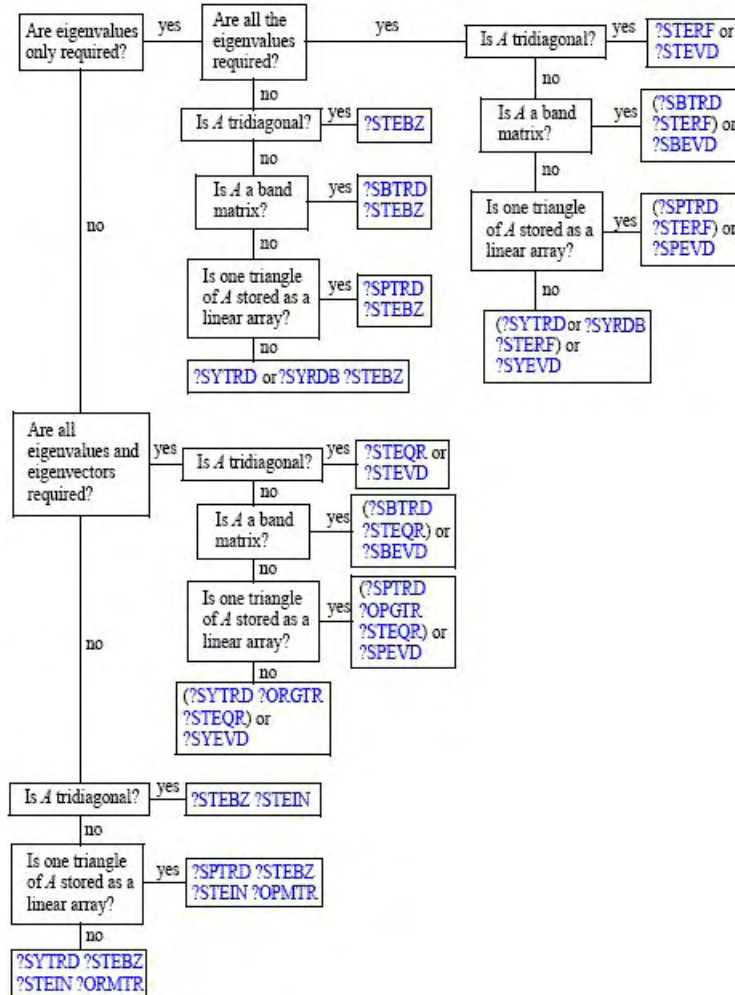 Are eigenvalues
only required?
yes
Are all the
eigenvalues
required?
yes
Is A tridiagonal?
yes
?STERF or
?STEVD
no
Is A a band
matrix?
yes
(?SBTRD
?STERF) or
?SBEVD
no
Is one triangle
of A stored as a
linear array?
yes
(?SPTRD
?STERF) or
?SPEVD
no
(?SYTRD or ?SYRDB
?STERF) or
?SYEVD
no
Is A tridiagonal?
yes
?STEBZ
no
Is A a band
matrix?
yes
?SBTRD
?STEBZ
no
Is one triangle
of A stored as a
linear array?
yes
?SPTRD
?STEBZ
no
?SYTRD or ?SYRDB ?STEBZ
no
Are all
eigenvalues and
eigenvectors
required?
yes
Is A tridiagonal?
yes
?STEQR or
?STEVD
no
Is A a band
matrix?
yes
(?SBTRD
?STEQR) or
?SBEVD
no
Is one triangle
of A stored as a
linear array?
yes
(?SPTRD
?OPGTR
?STEQR) or
?SPEVD
no
(?SYTRD ?ORGTR
?STEQR) or
?SYEVD
no
Is A tridiagonal?
yes
?STEBZ ?STEIN
no
Is one triangle
of A stored as a
linear array?
yes
?SPTRD ?STEBZ
?STEIN ?OPMTR
no
?SYTRD ?STEBZ
?STEIN ?ORMTR